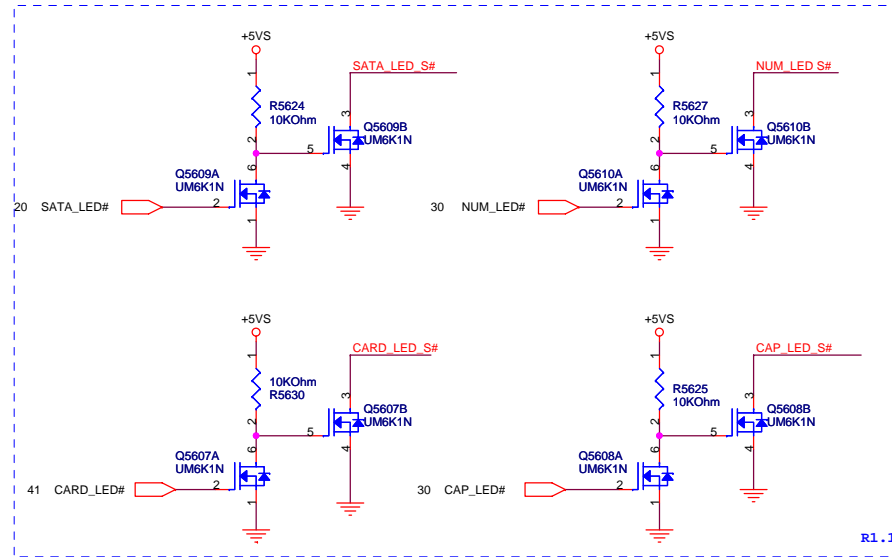 +5VS
SATA_LED_S#
1
R5624
10KOhm
2
3
Q5609B
UM6K1N
5
4
Q5609A
UM6K1N
6
20 SATA_LED#
2
1
+5VS
NUM_LED S#
1
R5627
10KOhm
2
3
Q5610B
UM6K1N
5
4
Q5610A
UM6K1N
6
30 NUM_LED#
2
1
+5VS
CARD_LED_S#
1
10KOhm
R5630
2
3
Q5607B
UM6K1N
5
4
Q5607A
UM6K1N
6
41 CARD_LED#
2
1
+5VS
CAP_LED_S#
1
R5625
10KOhm
2
3
Q5608B
UM6K1N
5
4
Q5608A
UM6K1N
6
30 CAP_LED#
2
1